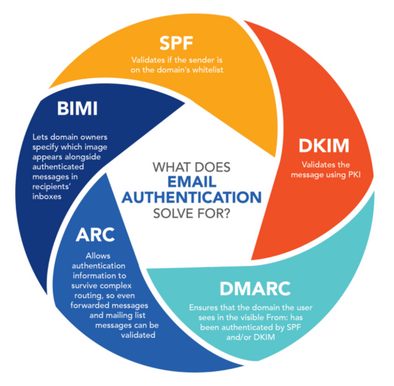 SPF
Validates if the sender is
on the domain's whitelist
DKIM
Validates the
message using PKI
DMARC
Ensures that the domain the user
sees in the visible From: has
been authenticated by SPF
and/or DKIM
ARC
Allows
authentication
information to
survive complex
routing, so even
forwarded messages
and mailing list
messages can be
validated
BIMI
Lets domain owners
specify which image
appears alongside
authenticated
messages in
recipients'
inboxes
WHAT DOES
EMAIL
AUTHENTICATION
SOLVE FOR?